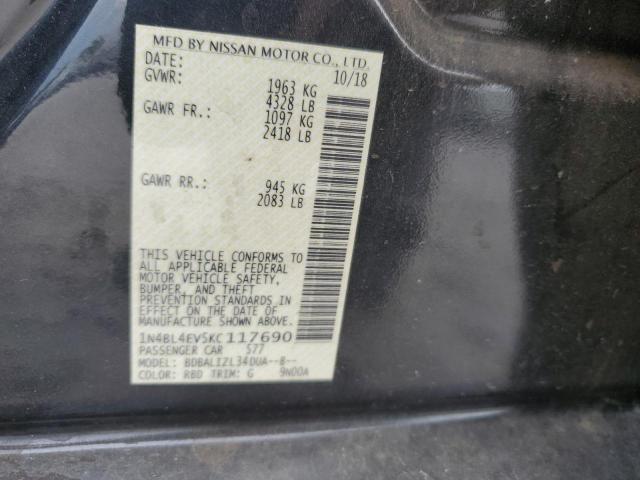 MFD BY NISSAN MOTOR CO., LTD.
DATE: 10/18
GVWR: 1963 KG
4328 LB
GAWR FR.: 1097 KG
2418 LB
GAWR RR.: 945 KG
2083 LB
THIS VEHICLE CONFORMS TO
ALL APPLICABLE FEDERAL
MOTOR VEHICLE SAFETY,
BUMPER, AND THEFT
PREVENTION STANDARDS IN
EFFECT ON THE DATE OF
MANUFACTURE SHOWN ABOVE.
1N4BL4EV5KC117690
PASSENGER CAR 577
MODEL: BDBALIZL34DUA--B--
COLOR: RBD TRIM: G 9N00A